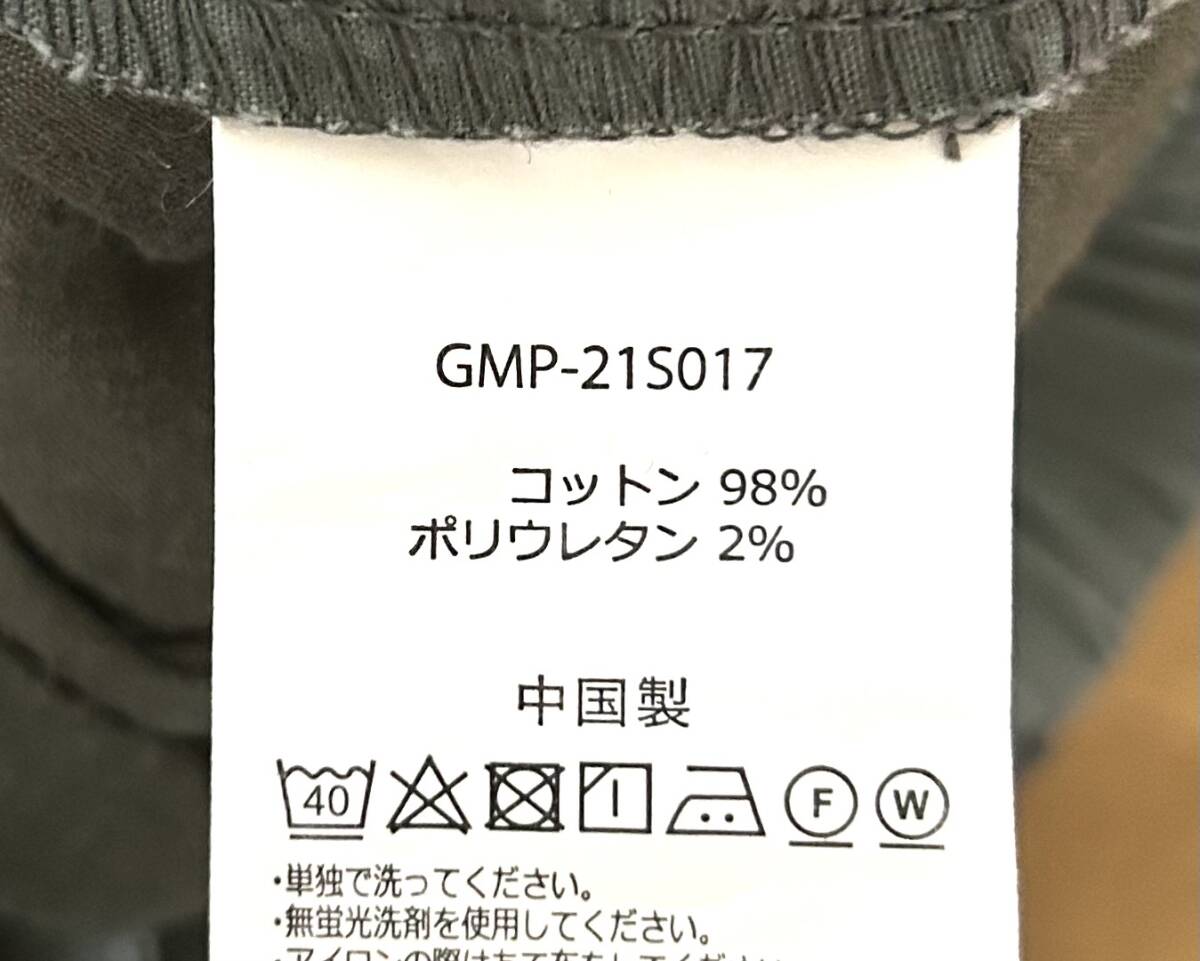 GMP-21S017
コットン 98%
ポリウレタン 2%
中国製
40 F W
・単独で洗ってください。
・無蛍光洗剤を使用してください。